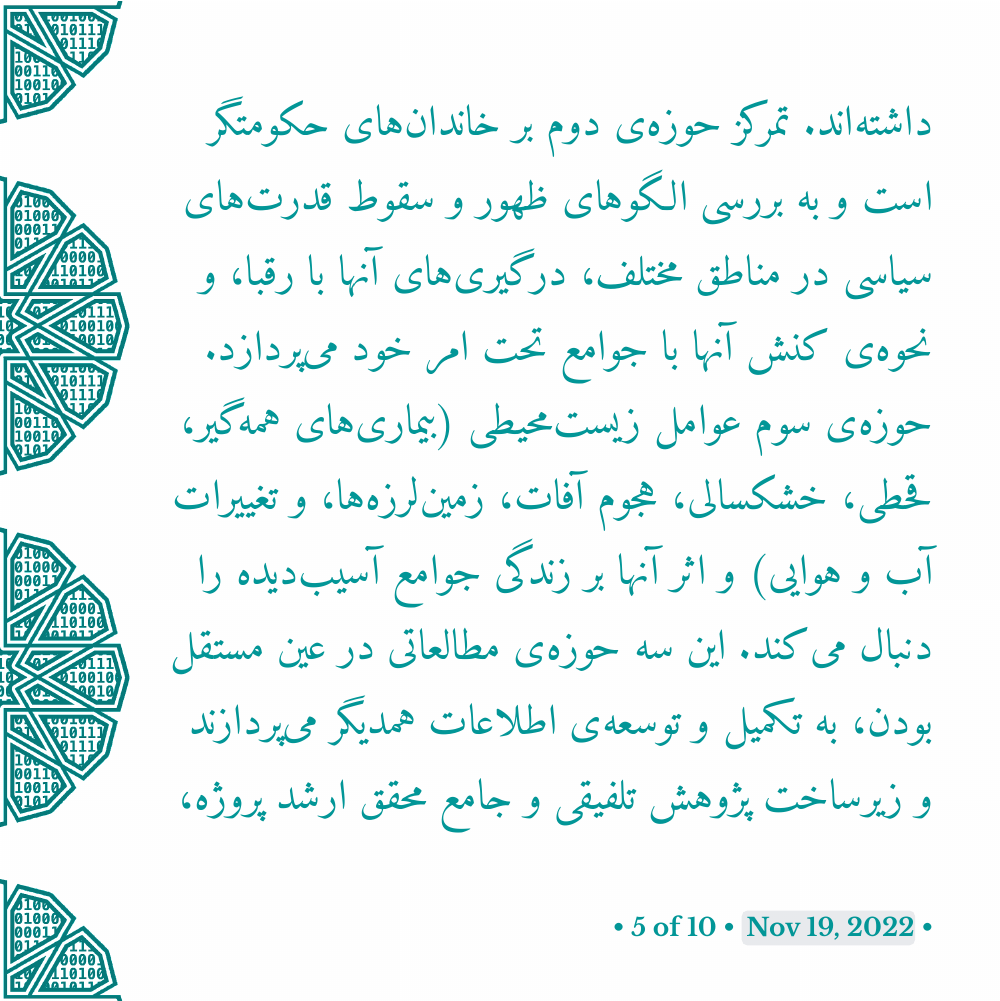 داشته‌اند. تمرکز حوزه‌ی دوم بر خاندان‌های حکومتگر
است و به بررسی الگوهای ظهور و سقوط قدرت‌های
سیاسی در مناطق مختلف، درگیری‌های آنها با رقبا، و
نحوه‌ی کنش آنها با جوامع تحت امر خود می‌پردازد.
حوزه‌ی سوم عوامل زیست‌محیطی (بیماری‌های همه‌گیر،
قحطی، خشکسالی، هجوم آفات، زمین‌لرزه‌ها، و تغییرات
آب و هوایی) و اثر آنها بر زندگی جوامع آسیب‌دیده را
دنبال می‌کند. این سه حوزه‌ی مطالعاتی در عین مستقل
بودن، به تکمیل و توسعه‌ی اطلاعات همدیگر می‌پردازند
و زیرساخت پژوهش تلفیقی و جامع محقق ارشد پروژه،
• 5 of 10 • Nov 19, 2022 •